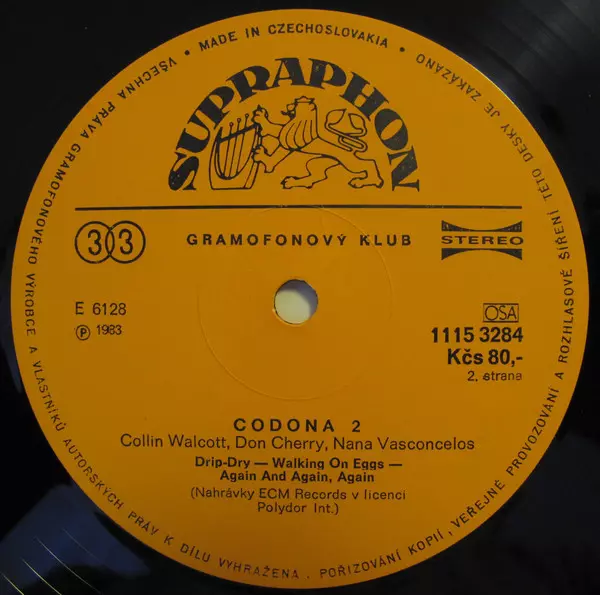 VŠECHNA PRÁVA GRAMOFONOVÉHO VÝROBCE A VLASTNÍKŮ AUTORSKÝCH PRÁV K DÍLU VYHRAŽENA. POŘIZOVÁNÍ KOPIÍ, VEŘEJNÉ PROVOZOVÁNÍ A ROZHLASOVÉ ŠÍŘENÍ TÉTO DESKY JE ZAKÁZÁNO • MADE IN CZECHOSLOVAKIA •
SUPRAPHON
33
GRAMOFONOVÝ KLUB
STEREO
E 6128
℗ 1983
OSA
1115 3284
Kčs 80,-
2. strana
CODONA 2
Collin Walcott, Don Cherry, Nana Vasconcelos
Drip-Dry — Walking On Eggs —
Again And Again, Again
(Nahrávky ECM Records v licenci
Polydor Int.)